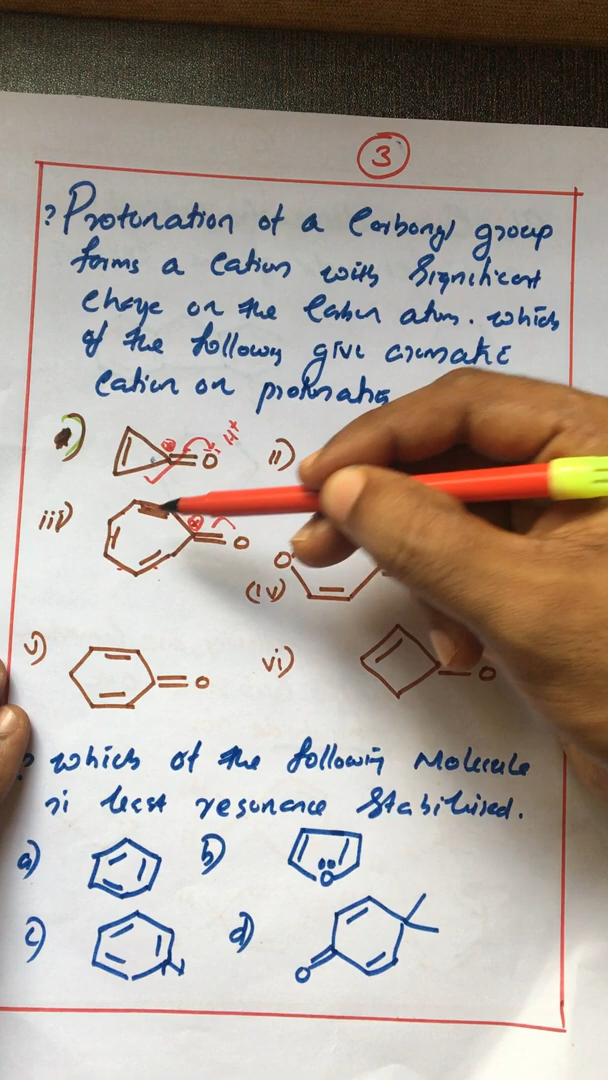 3
? Protonation of a Carbonyl group
forms a Cation with Significant
Charge on the Carbon atom. which
of the following give aromatic
Cation on protonation
i) O H+ ii)
iii) O O
(iv)
v) O vi) O
? which of the following Molecule
is least resonance Stabilised.
a) b) O
c) N d) O